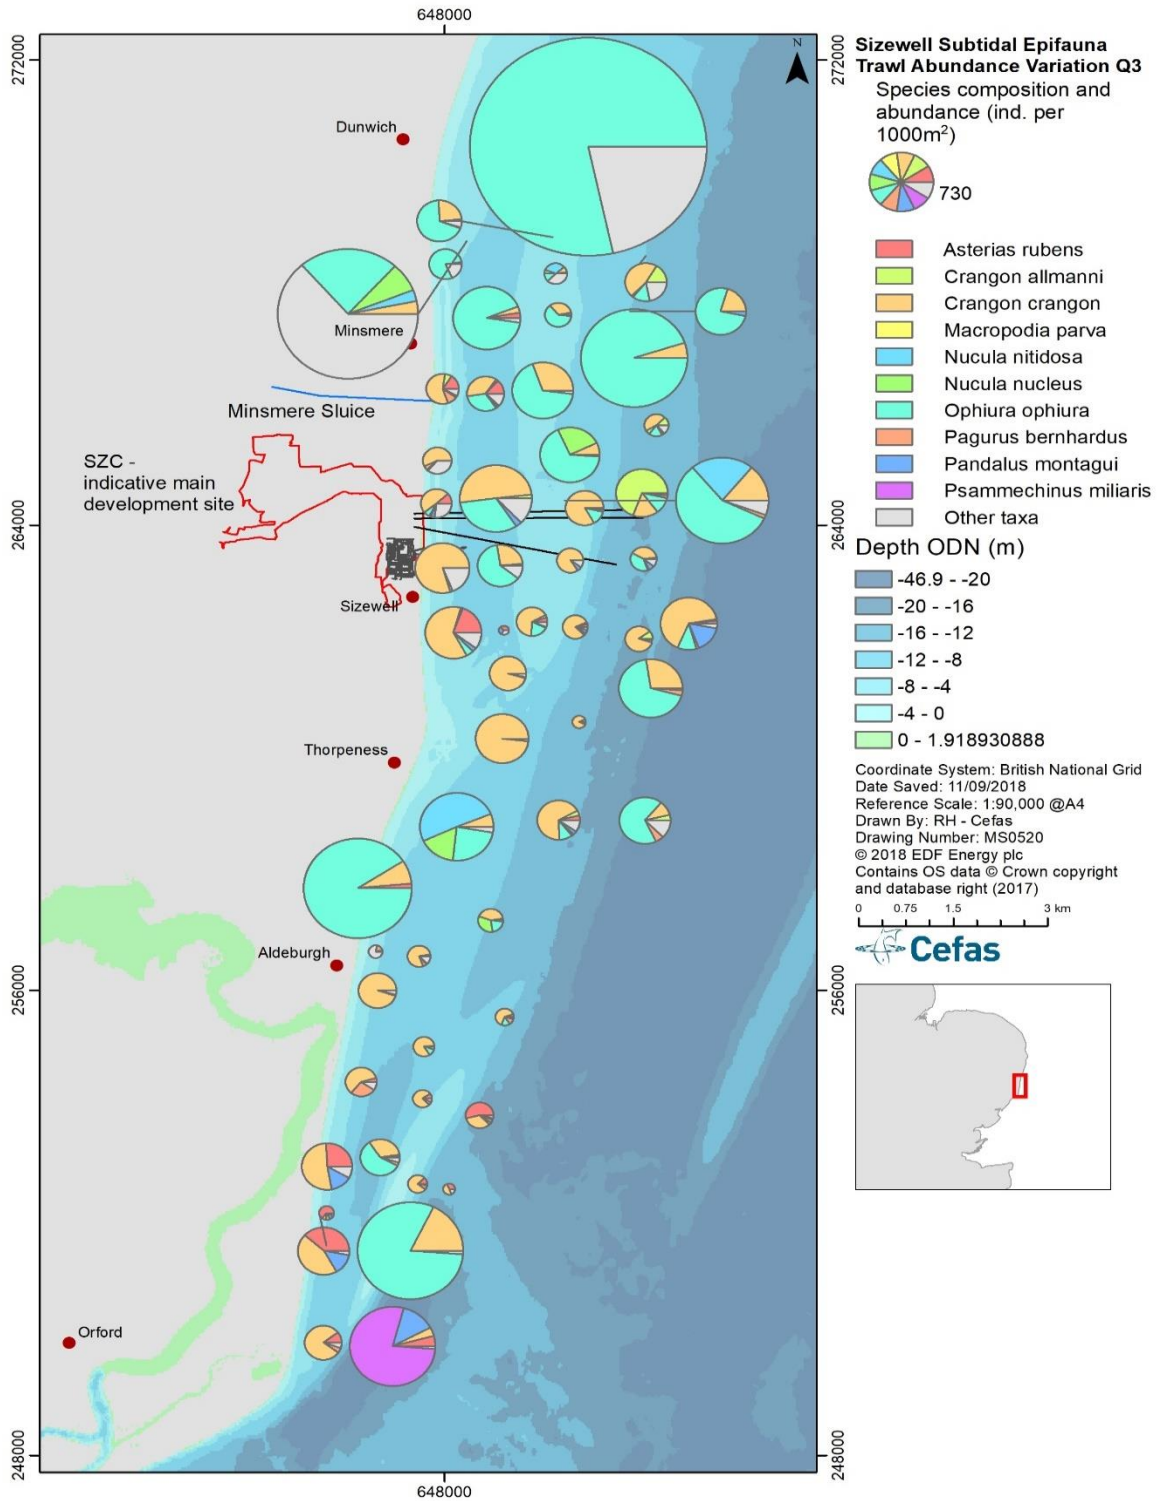 648000
272000
272000
N
Dunwich
Minsmere
Minsmere Sluice
SZC -
indicative main
development site
264000
264000
Sizewell
Thorpeness
Aldeburgh
256000
256000
Orford
248000
248000
648000
Sizewell Subtidal Epifauna
Trawl Abundance Variation Q3
Species composition and
abundance (ind. per
1000m²)
730
Asterias rubens
Crangon allmanni
Crangon crangon
Macropodia parva
Nucula nitidosa
Nucula nucleus
Ophiura ophiura
Pagurus bernhardus
Pandalus montagui
Psammechinus miliaris
Other taxa
Depth ODN (m)
-46.9 - -20
-20 - -16
-16 - -12
-12 - -8
-8 - -4
-4 - 0
0 - 1.918930888
Coordinate System: British National Grid
Date Saved: 11/09/2018
Reference Scale: 1:90,000 @A4
Drawn By: RH - Cefas
Drawing Number: MS0520
© 2018 EDF Energy plc
Contains OS data © Crown copyright
and database right (2017)
0 0.75 1.5 3 km
Cefas